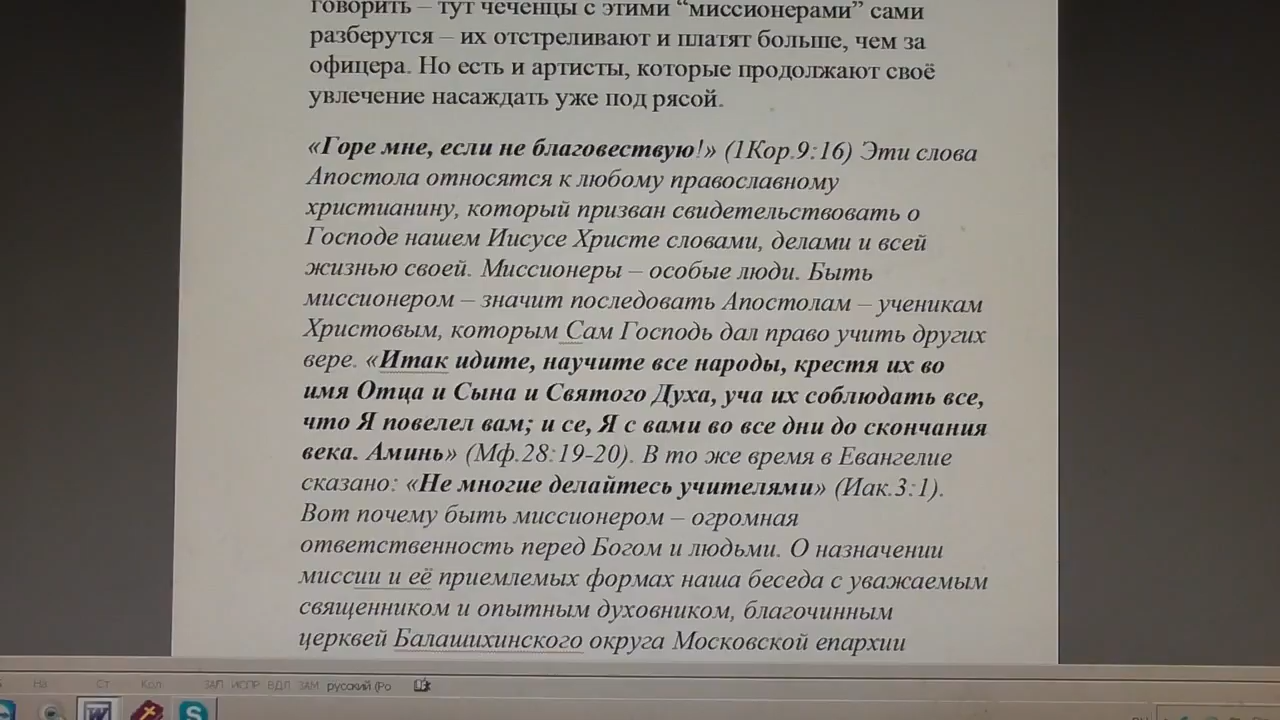 говорить – тут чеченцы с этими “миссионерами” сами
разберутся – их отстреливают и платят больше, чем за
офицера. Но есть и артисты, которые продолжают своё
увлечение насаждать уже под рясой.
«Горе мне, если не благовествую!» (1Кор.9:16) Эти слова
Апостола относятся к любому православному
христианину, который призван свидетельствовать о
Господе нашем Иисусе Христе словами, делами и всей
жизнью своей. Миссионеры – особые люди. Быть
миссионером – значит последовать Апостолам – ученикам
Христовым, которым Сам Господь дал право учить других
вере. «Итак идите, научите все народы, крестя их во
имя Отца и Сына и Святого Духа, уча их соблюдать все,
что Я повелел вам; и се, Я с вами во все дни до скончания
века. Аминь» (Мф.28:19-20). В то же время в Евангелие
сказано: «Не многие делайтесь учителями» (Иак.3:1).
Вот почему быть миссионером – огромная
ответственность перед Богом и людьми. О назначении
миссии и её приемлемых формах наша беседа с уважаемым
священником и опытным духовником, благочинным
церквей Балашихинского округа Московской епархии
На Ст Кол ЗАП ИСПР ВДЛ ЗАМ русский (Ро